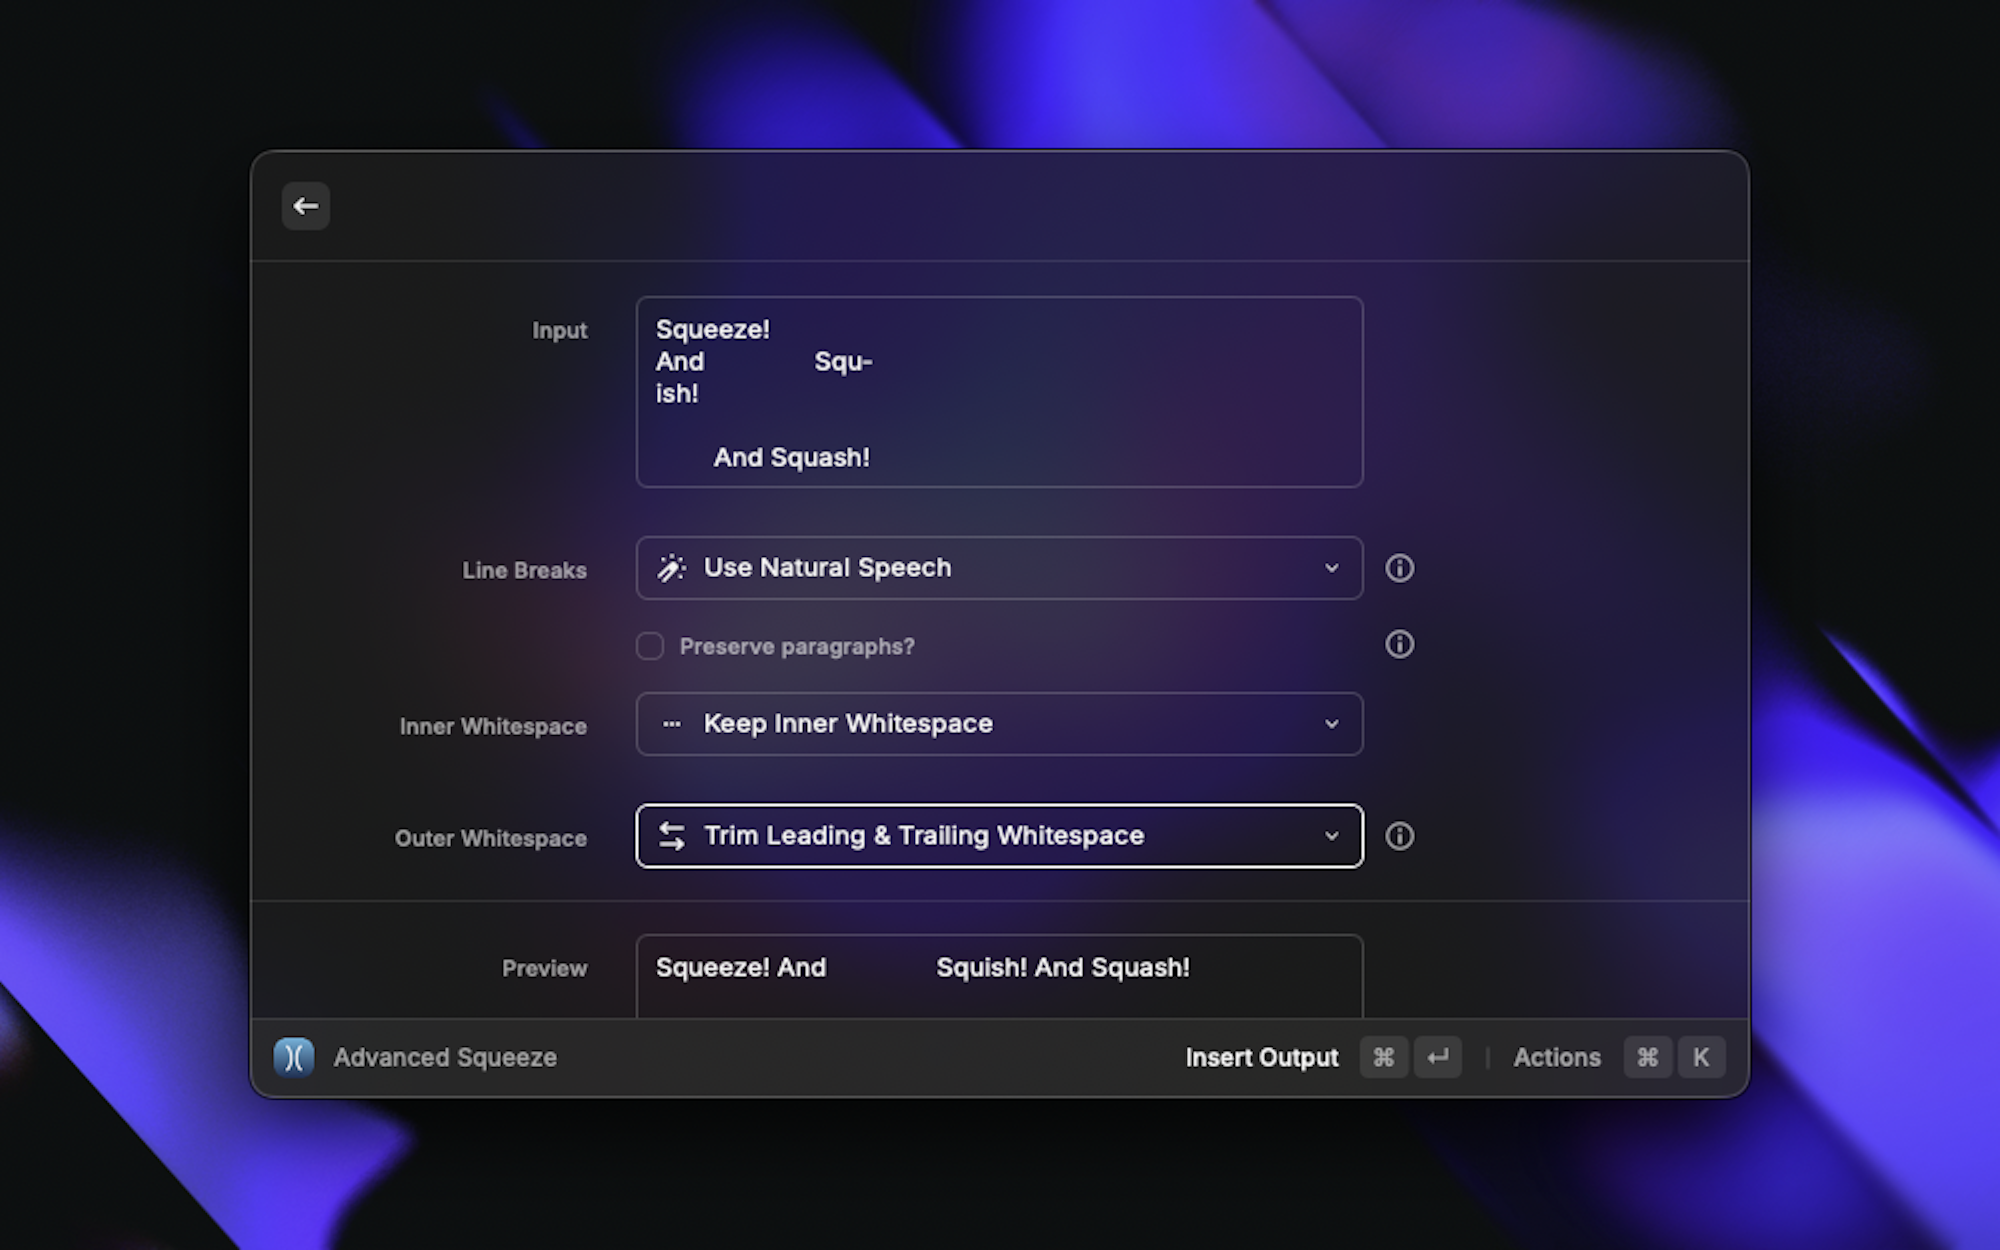 Input
Squeeze!
And Squ-
ish!
And Squash!
Line Breaks
Use Natural Speech
Preserve paragraphs?
Inner Whitespace
Keep Inner Whitespace
Outer Whitespace
Trim Leading & Trailing Whitespace
Preview
Squeeze! And Squish! And Squash!
Advanced Squeeze
Insert Output ⌘ ↵ Actions ⌘ K